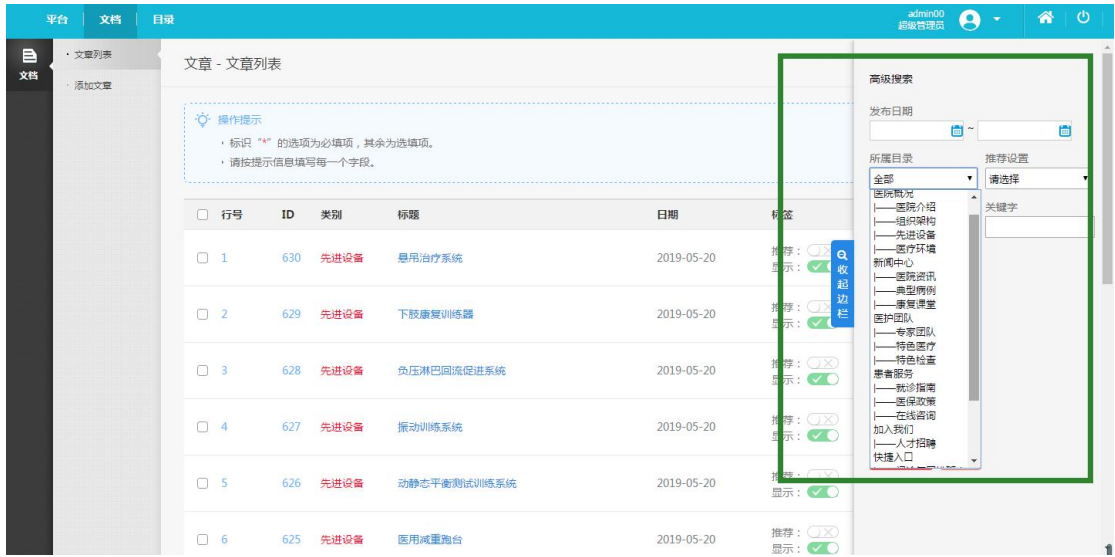 平台 文档 目录
admin00
超级管理员
文档
· 文章列表
· 添加文章
文章 - 文章列表
操作提示
· 标识 "*" 的选项为必填项，其余为选填项。
· 请按提示信息填写每一个字段。
行号 ID 类别 标题 日期 标签
1 630 先进设备 悬吊治疗系统 2019-05-20 推荐：
显示：
2 629 先进设备 下肢康复训练器 2019-05-20 推荐：
显示：
3 628 先进设备 负压淋巴回流促进系统 2019-05-20 推荐：
显示：
4 627 先进设备 振动训练系统 2019-05-20 推荐：
显示：
5 626 先进设备 动静态平衡测试训练系统 2019-05-20 推荐：
显示：
6 625 先进设备 医用减重跑台 2019-05-20 推荐：
显示：
收起边栏
高级搜索
发布日期
~
所属目录 推荐设置
全部 请选择
关键字
医院概况
|——医院介绍
|——组织架构
|——先进设备
|——医疗环境
新闻中心
|——医院资讯
|——典型病例
|——康复课堂
医护团队
|——专家团队
|——特色医疗
|——特色检查
患者服务
|——就诊指南
|——医保政策
|——在线咨询
加入我们
|——人才招聘
快捷入口